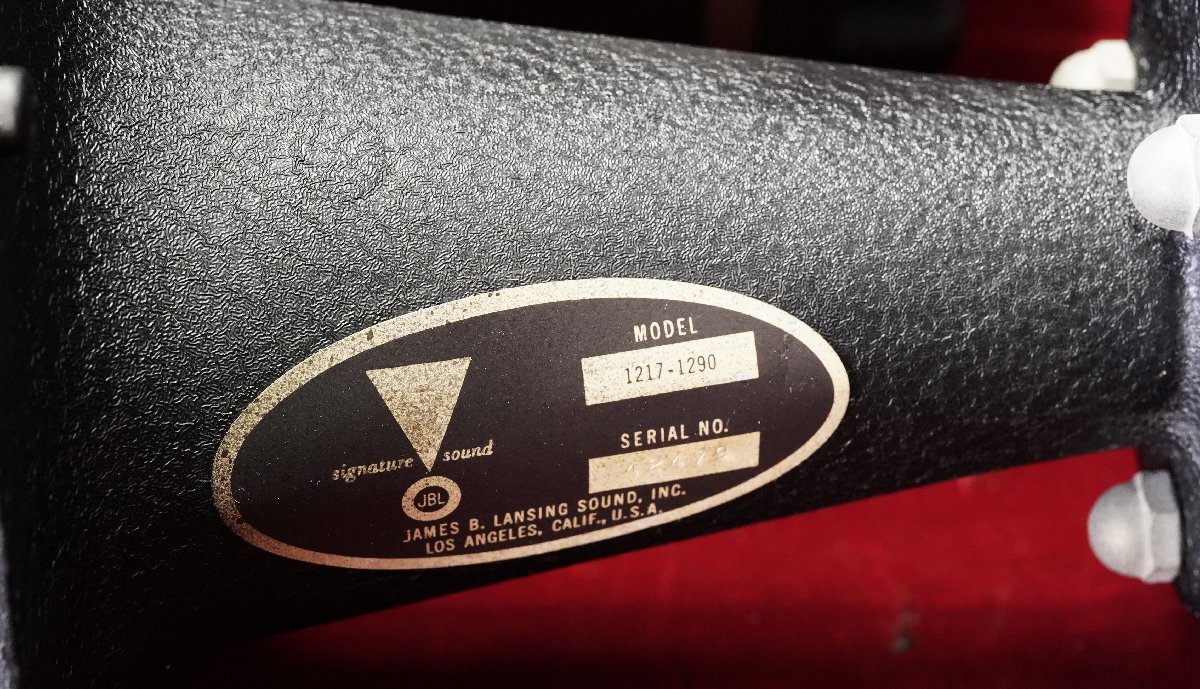 MODEL
1217-1290
SERIAL NO.
signature sound
JBL
JAMES B. LANSING SOUND, INC.
LOS ANGELES, CALIF., U.S.A.